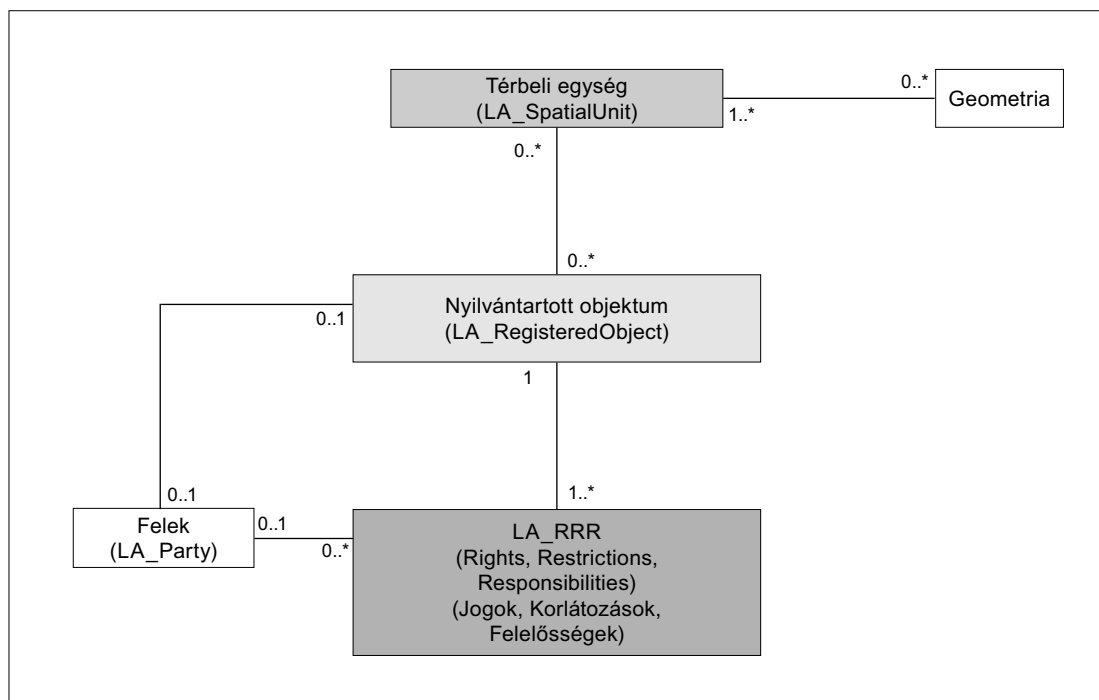 Térbeli egység
(LA_SpatialUnit)
0..*
1..*
Geometria
0..*
0..*
Nyilvántartott objektum
(LA_RegisteredObject)
0..1
1
0..1
1..*
Felek
(LA_Party)
0..1
0..*
LA_RRR
(Rights, Restrictions,
Responsibilities)
(Jogok, Korlátozások,
Felelősségek)